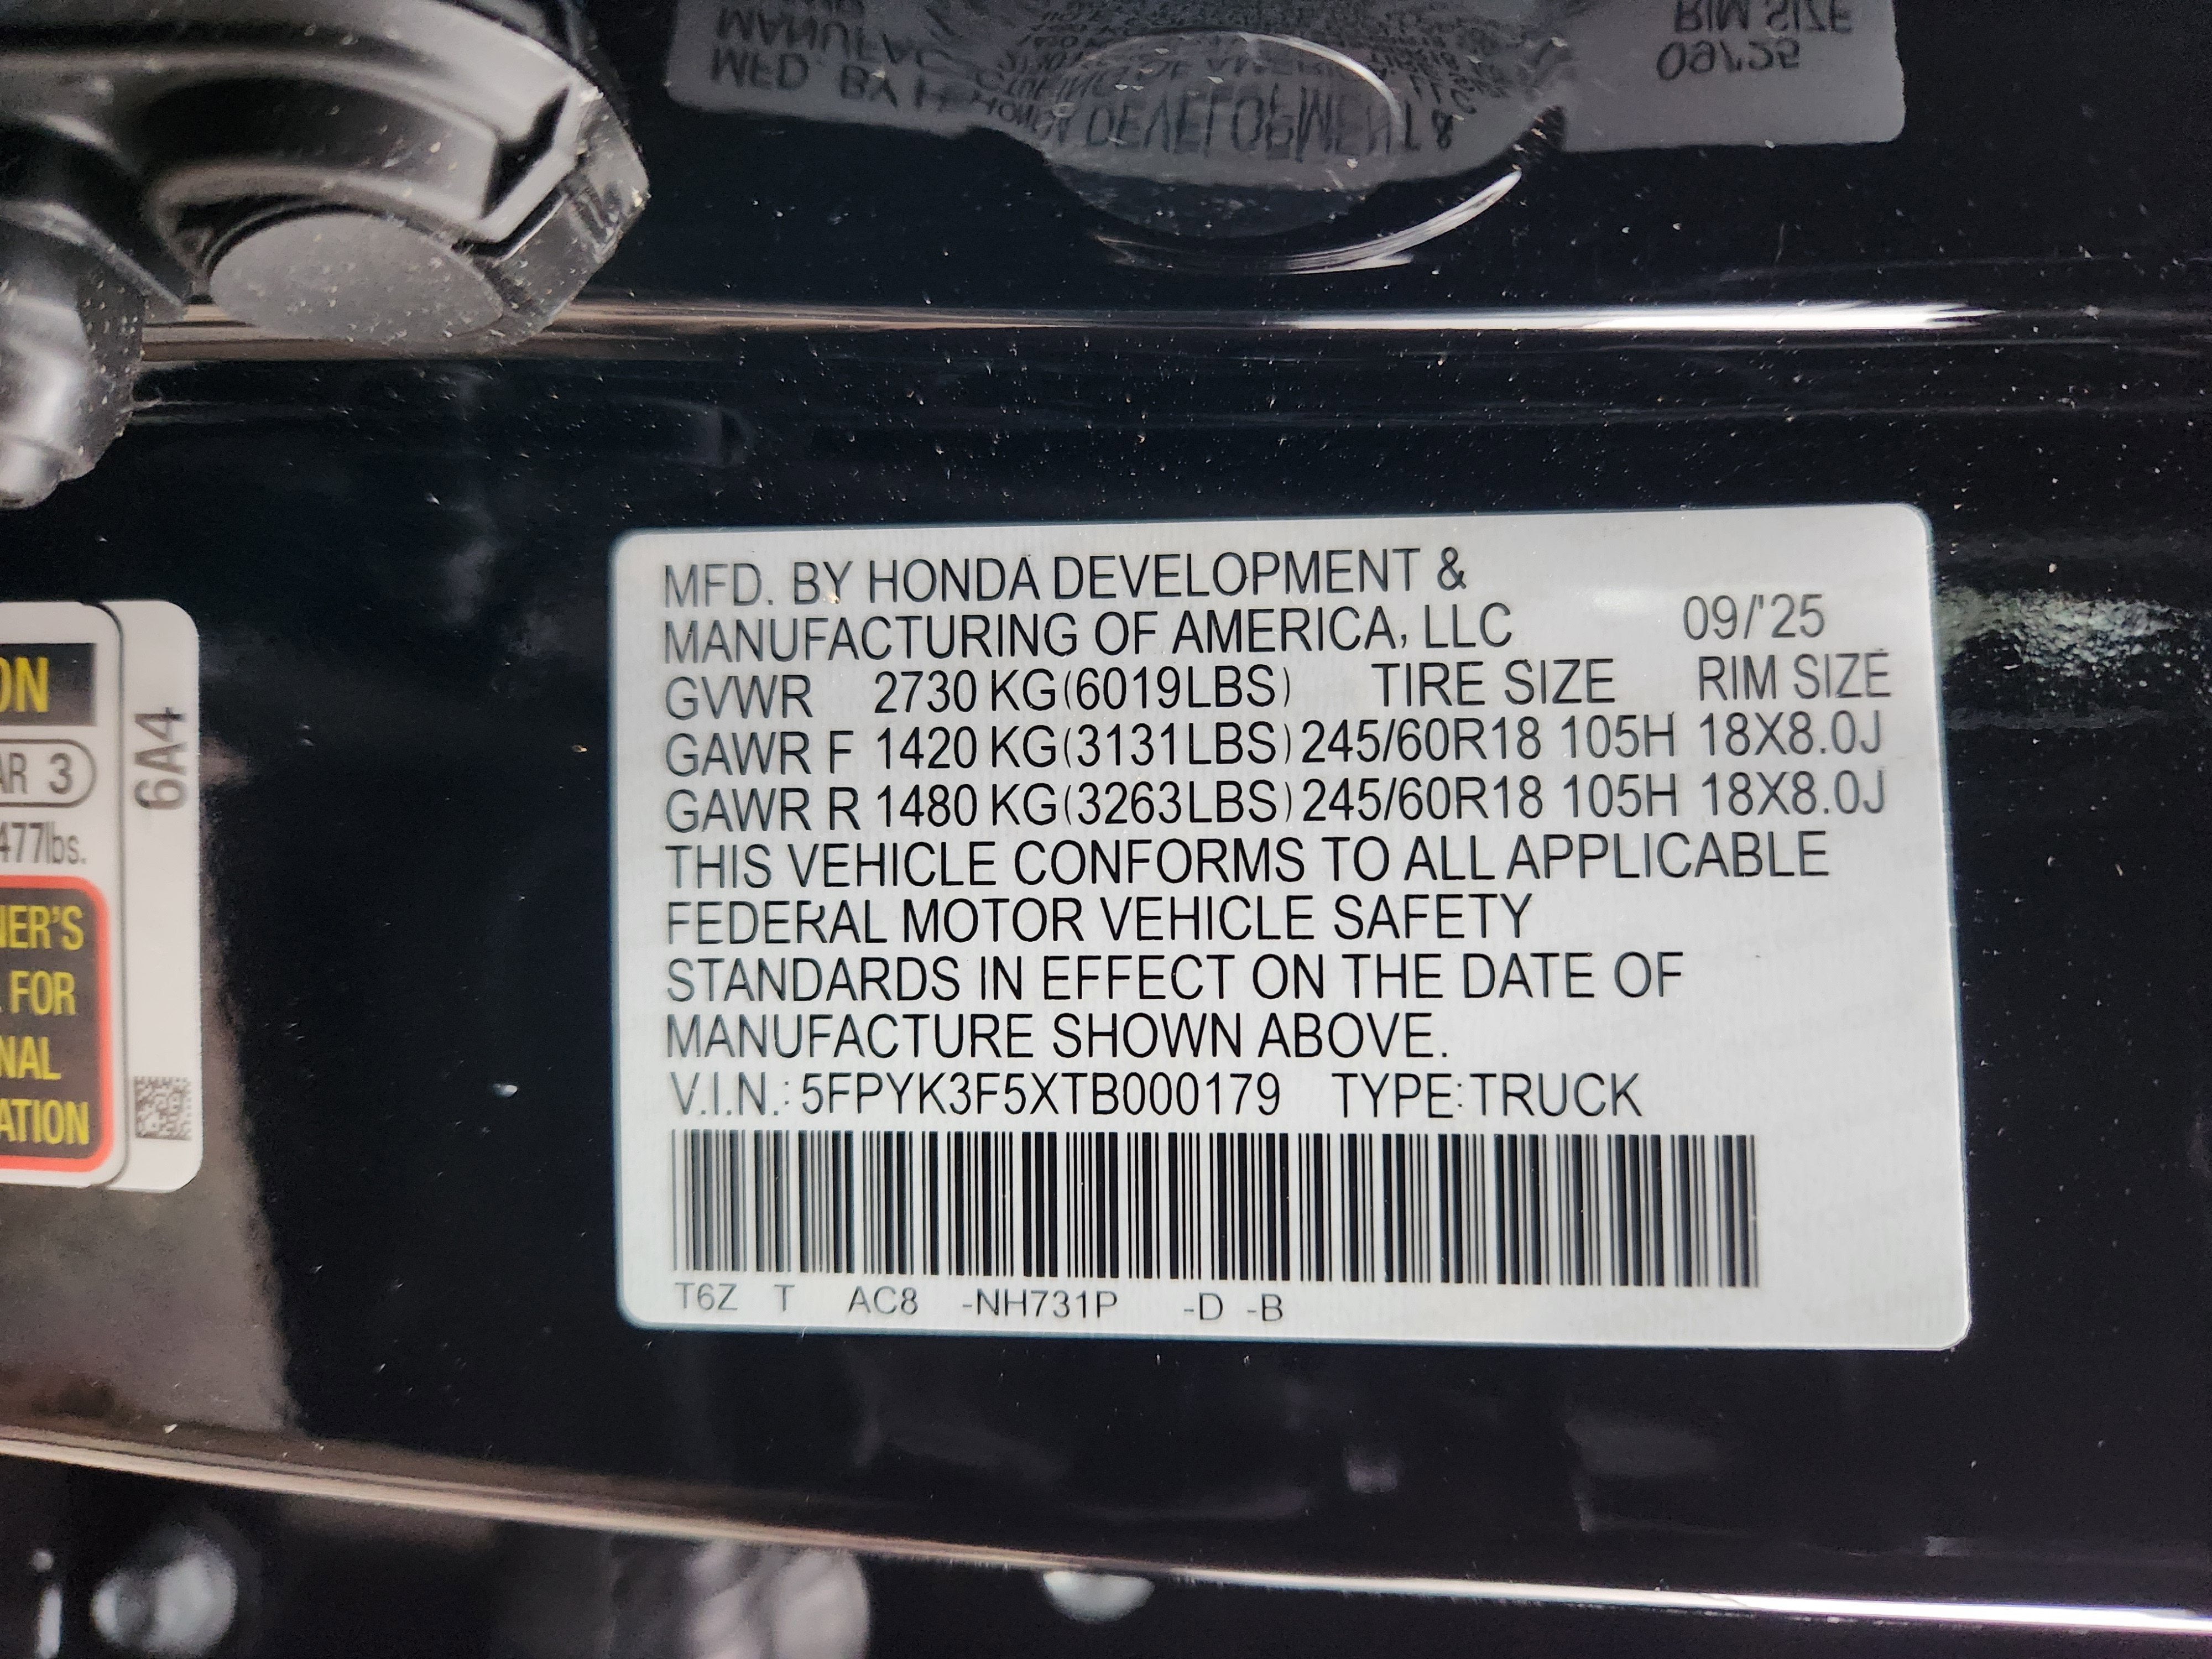 MFD. BY HONDA DEVELOPMENT &
MANUFACTURING OF AMERICA, LLC 09/'25
GVWR 2730 KG(6019LBS) TIRE SIZE RIM SIZE
GAWR F 1420 KG(3131LBS) 245/60R18 105H 18X8.0J
GAWR R 1480 KG(3263LBS) 245/60R18 105H 18X8.0J
THIS VEHICLE CONFORMS TO ALL APPLICABLE
FEDERAL MOTOR VEHICLE SAFETY
STANDARDS IN EFFECT ON THE DATE OF
MANUFACTURE SHOWN ABOVE.
V.I.N.: 5FPYK3F5XTB000179 TYPE:TRUCK
T6Z T AC8 -NH731P -D -B
ON
AR 3
477lbs.
NER'S
FOR
NAL
ATION
6A4